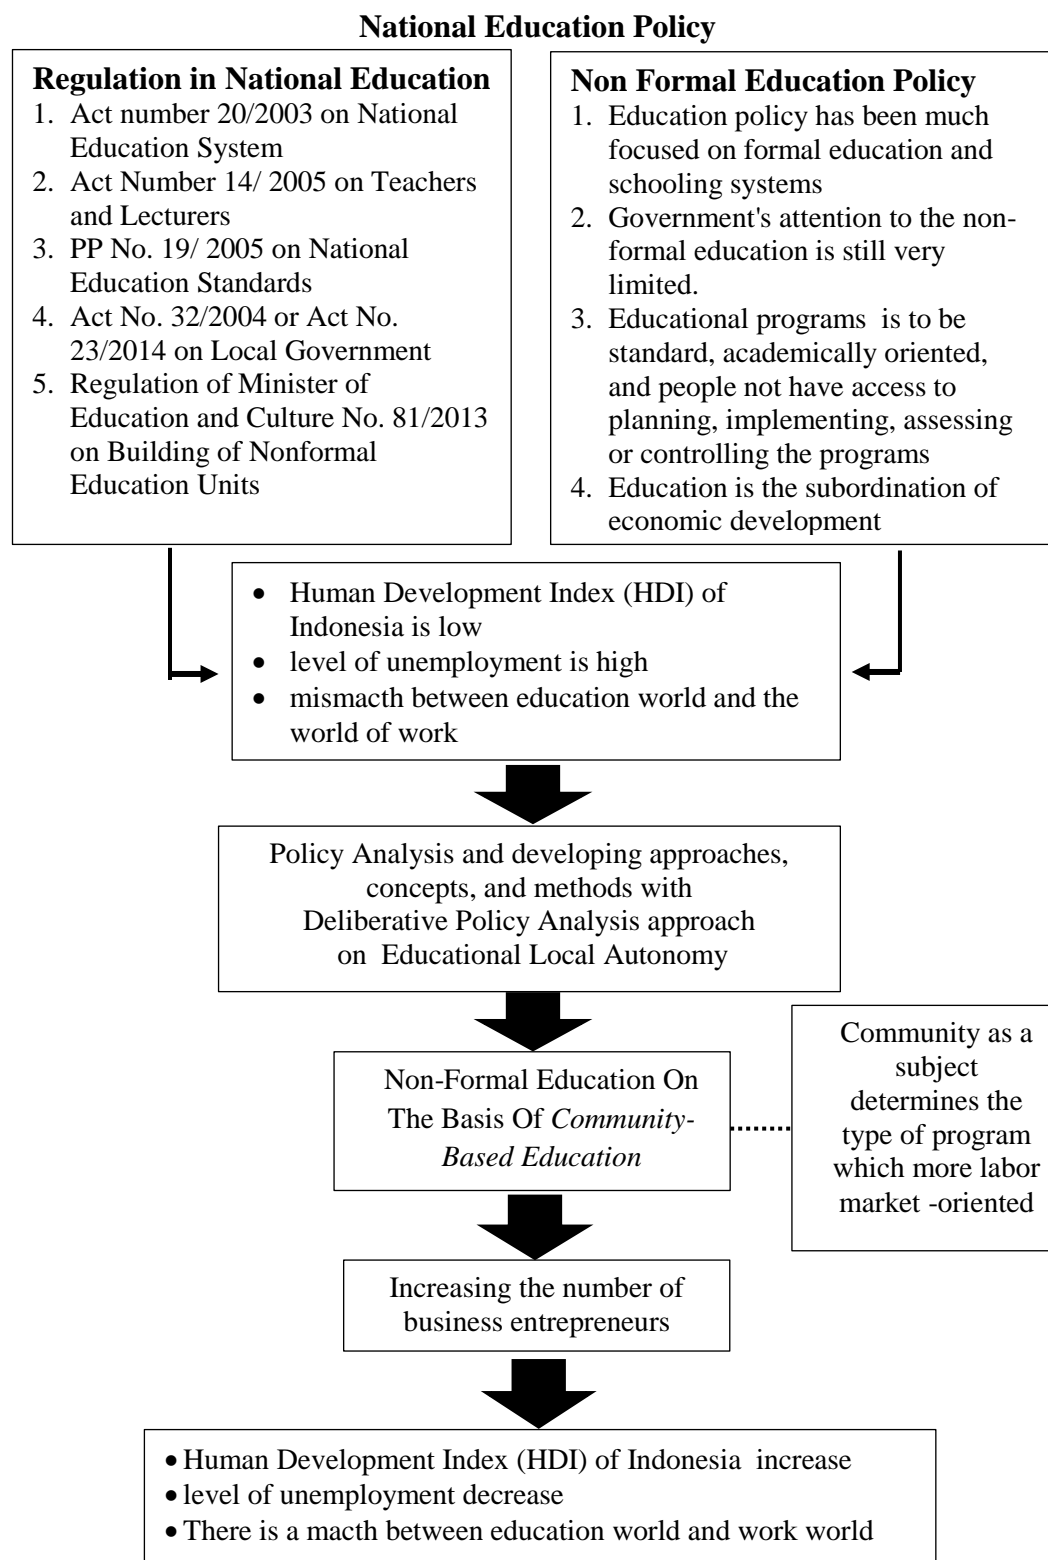 National Education Policy
Regulation in National Education
1. Act number 20/2003 on National
Education System
2. Act Number 14/ 2005 on Teachers
and Lecturers
3. PP No. 19/ 2005 on National
Education Standards
4. Act No. 32/2004 or Act No.
23/2014 on Local Government
5. Regulation of Minister of
Education and Culture No. 81/2013
on Building of Nonformal
Education Units
Non Formal Education Policy
1. Education policy has been much
focused on formal education and
schooling systems
2. Government's attention to the non-
formal education is still very
limited.
3. Educational programs  is to be
standard, academically oriented,
and people not have access to
planning, implementing, assessing
or controlling the programs
4. Education is the subordination of
economic development
• Human Development Index (HDI) of
Indonesia is low
• level of unemployment is high
• mismacth between education world and the
world of work
Policy Analysis and developing approaches,
concepts, and methods with
Deliberative Policy Analysis approach
on  Educational Local Autonomy
Non-Formal Education On
The Basis Of Community-
Based Education
Community as a
subject
determines the
type of program
which more labor
market -oriented
Increasing the number of
business entrepreneurs
• Human Development Index (HDI) of Indonesia  increase
• level of unemployment decrease
• There is a macth between education world and work world